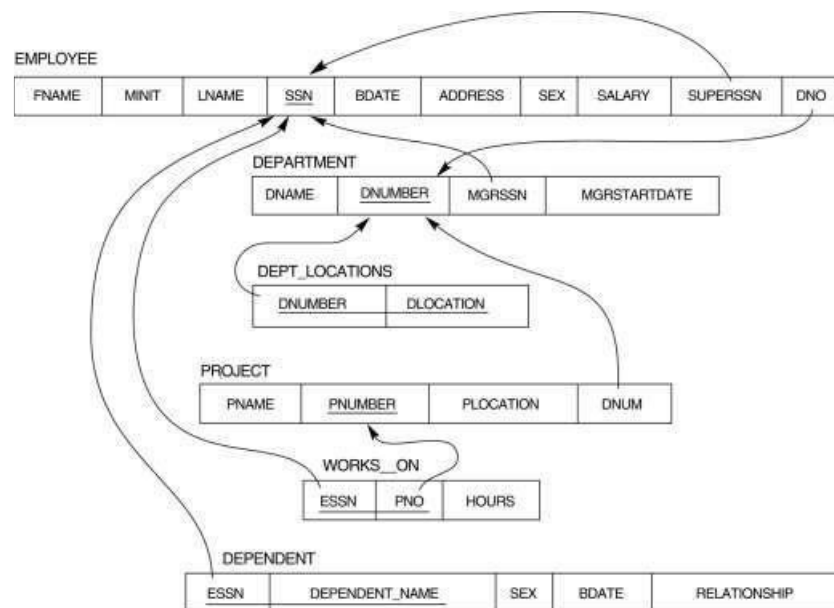 EMPLOYEE
FNAME MINIT LNAME SSN BDATE ADDRESS SEX SALARY SUPERSSN DNO
DEPARTMENT
DNAME DNUMBER MGRSSN MGRSTARTDATE
DEPT_LOCATIONS
DNUMBER DLOCATION
PROJECT
PNAME PNUMBER PLOCATION DNUM
WORKS__ON
ESSN PNO HOURS
DEPENDENT
ESSN DEPENDENT_NAME SEX BDATE RELATIONSHIP